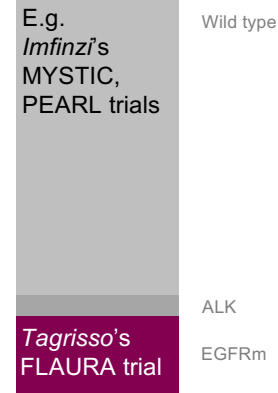 E.g.
Imfinzi's
MYSTIC,
PEARL trials
Wild type
ALK
Tagrisso's
FLAURA trial
EGFRm